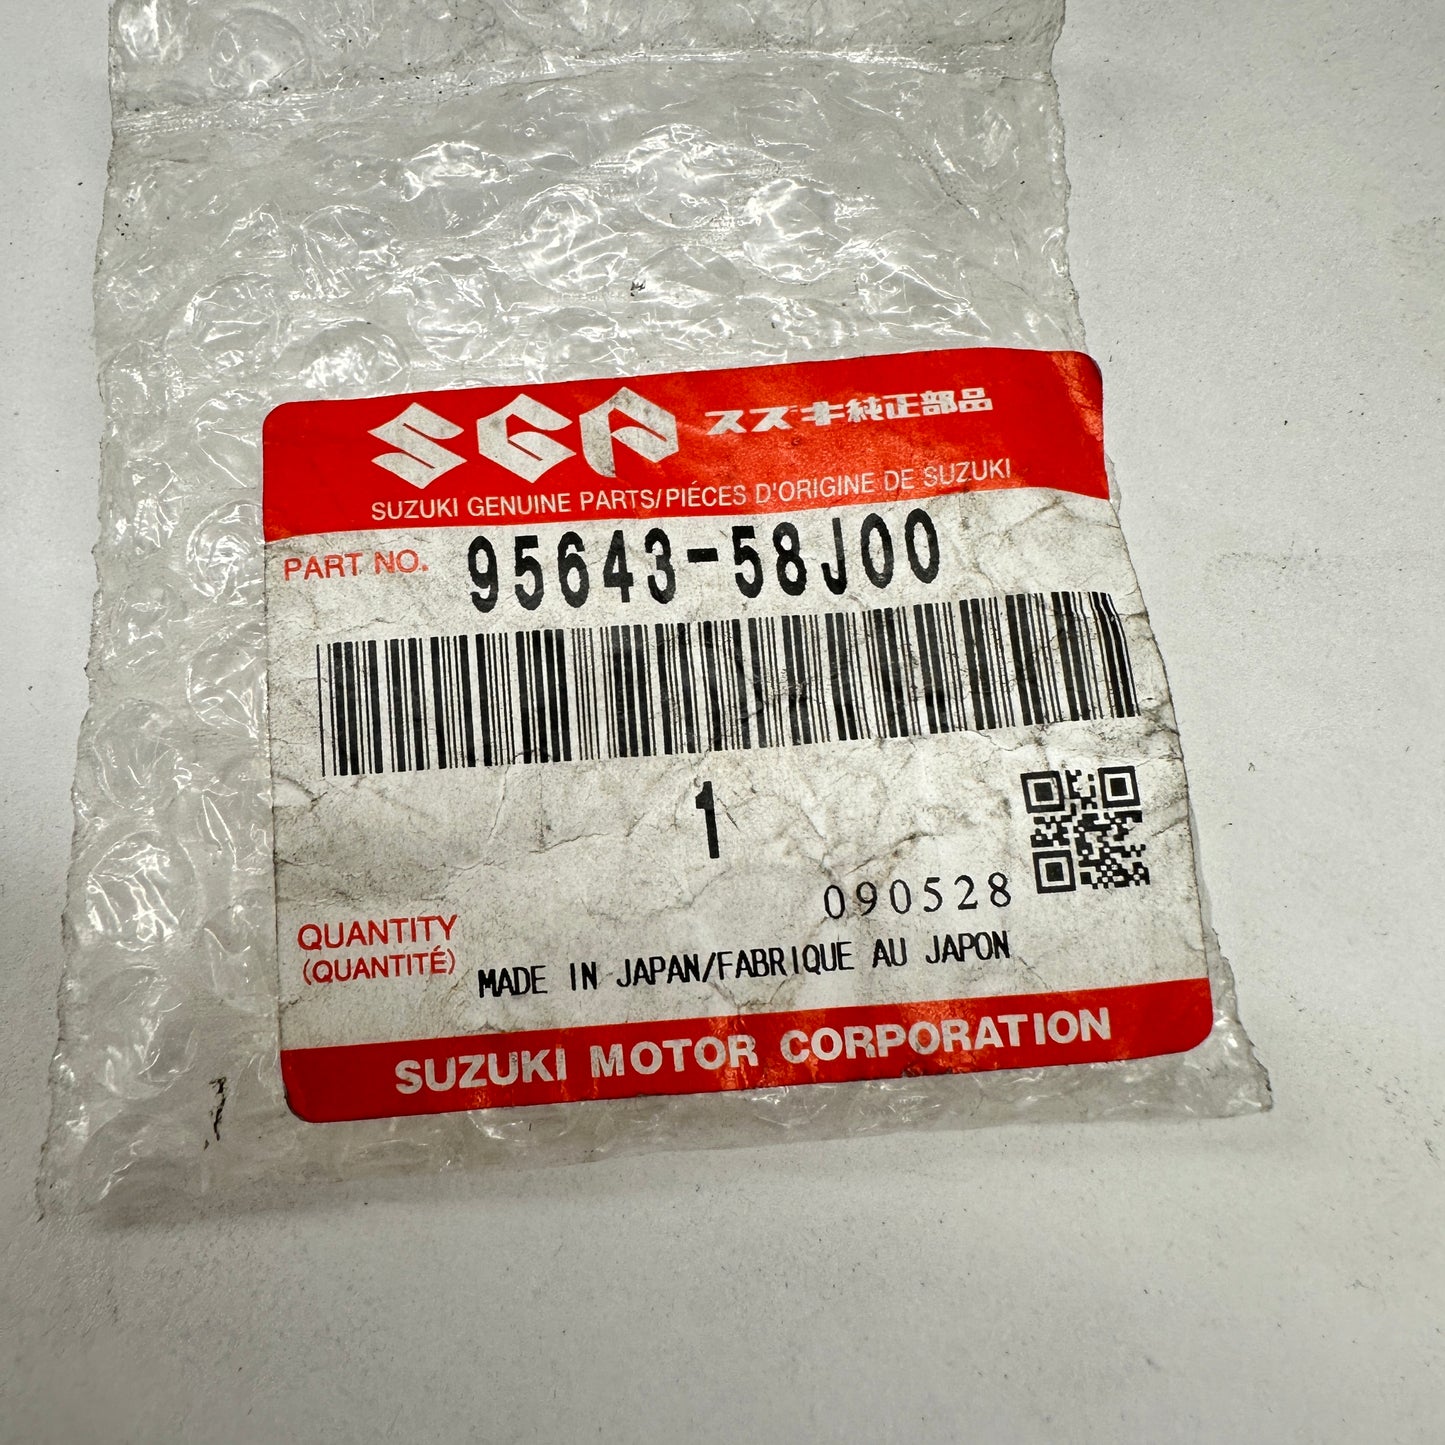 SGP スズキ純正部品
SUZUKI GENUINE PARTS/PIÉCES D'ORIGINE DE SUZUKI
PART NO. 95643-58J00
1
090528
QUANTITY
(QUANTITÉ)
MADE IN JAPAN/FABRIQUE AU JAPON
SUZUKI MOTOR CORPORATION